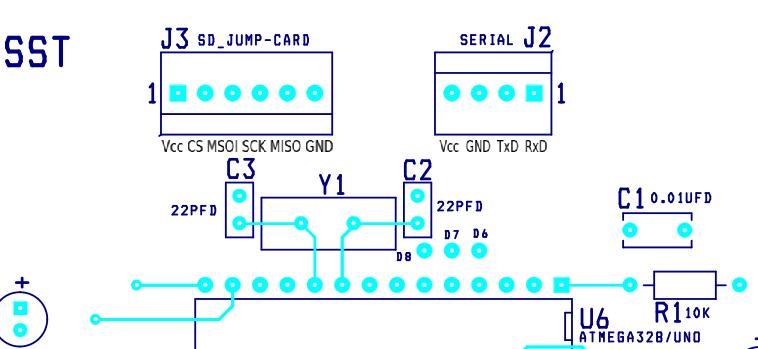 SST
J3 SD_JUMP-CARD
SERIAL J2
1
1
Vcc CS MSOI SCK MISO GND
Vcc GND TxD RxD
C3
Y1
C2
22PFD
22PFD
C1 0.01UFD
D8
D7
D6
+
R1 10K
U6
ATMEGA328/UNO